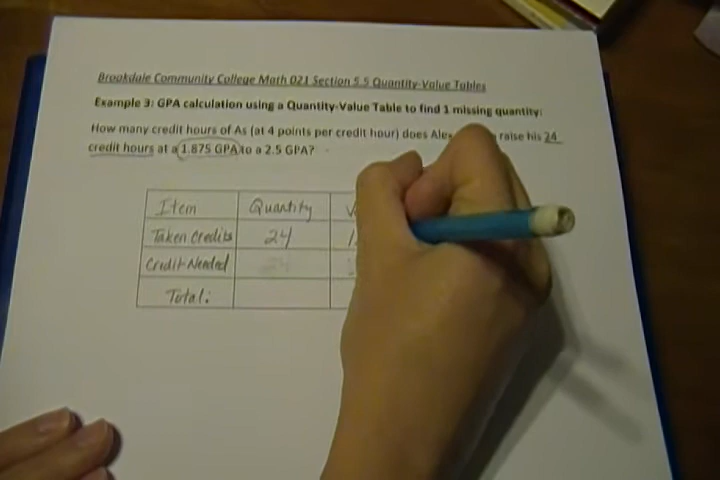 Brookdale Community College Math 021 Section 5.5 Quantity-Value Tables
Example 3: GPA calculation using a Quantity-Value Table to find 1 missing quantity:
How many credit hours of As (at 4 points per credit hour) does raise his 24
credit hours at a 1.875 GPA to a 2.5 GPA?
Item Quantity
Taken Credits 24
Credit Needed
Total: